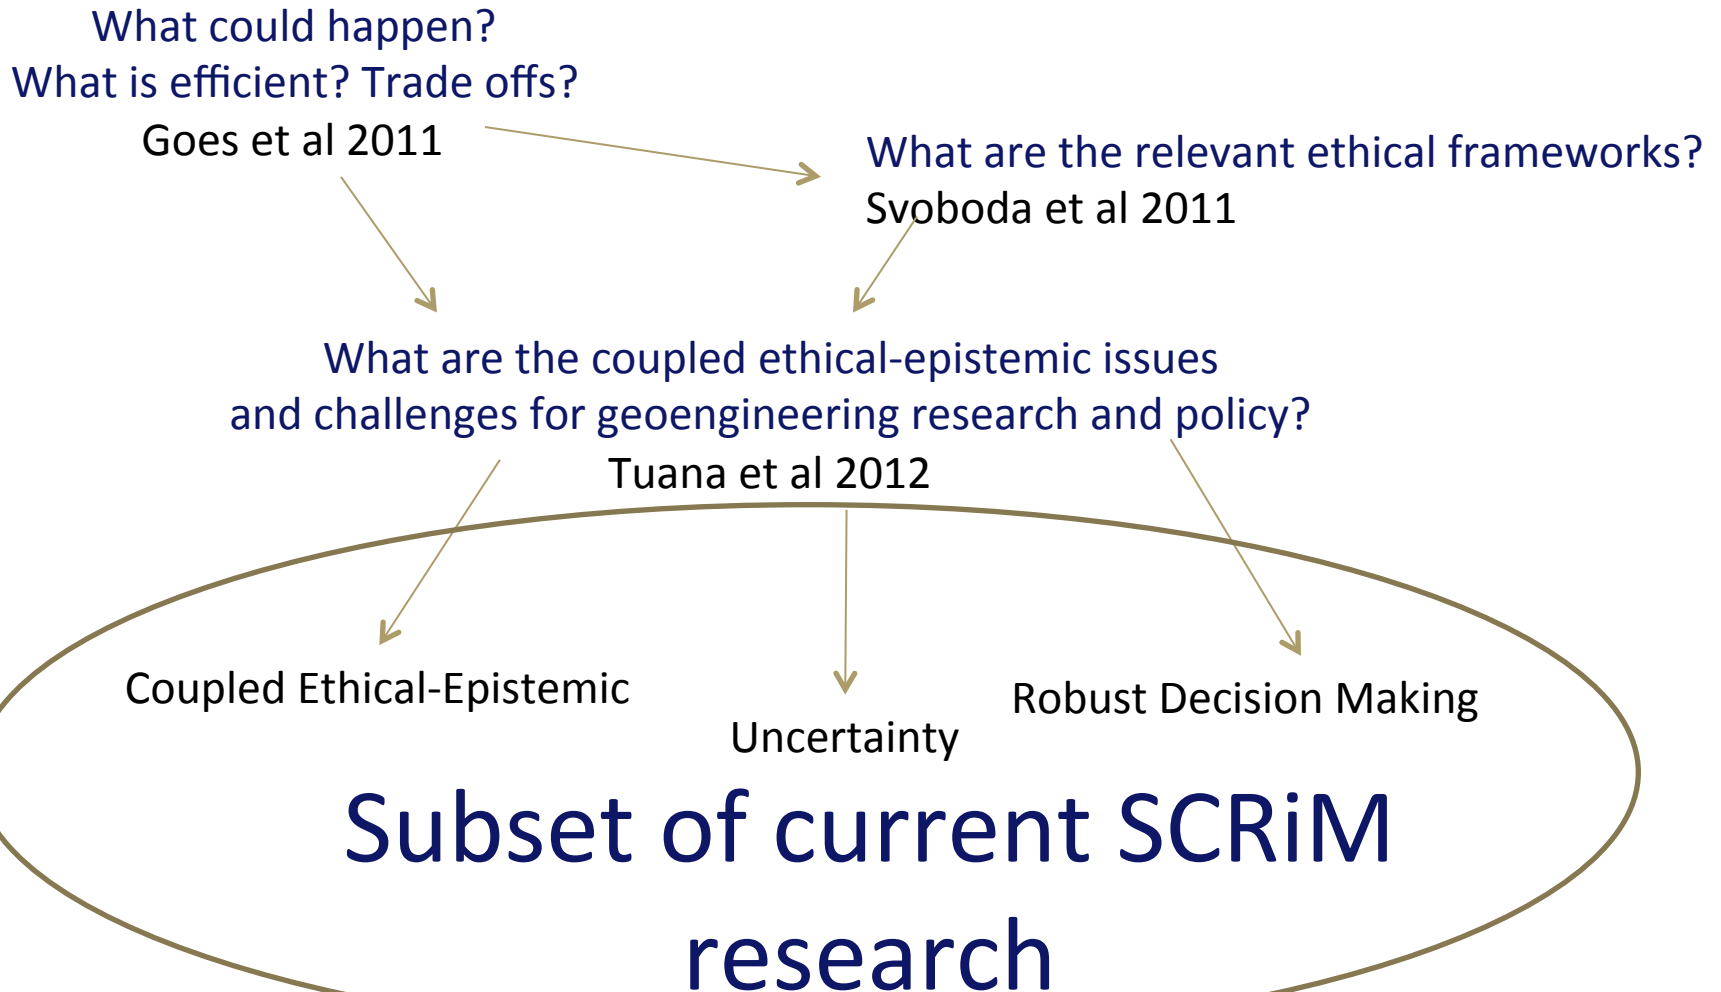 What could happen?
What is efficient? Trade offs?
Goes et al 2011
What are the relevant ethical frameworks?
Svoboda et al 2011
What are the coupled ethical-epistemic issues
and challenges for geoengineering research and policy?
Tuana et al 2012
Coupled Ethical-Epistemic
Uncertainty
Robust Decision Making
Subset of current SCRiM
research